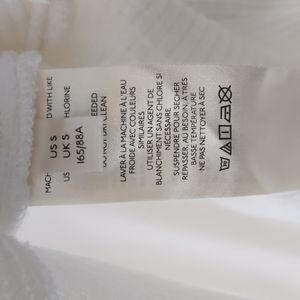 MACH
D WITH LIKE
US
HLORINE
EEDED
US S
UK S
165/88A
LAVER À LA MACHINE À L'EAU
FROIDE AVEC COULEURS
SIMILAIRES
UTILISER UN AGENT DE
BLANCHIMENT SANS CHLORE SI
NÉCESSAIRE
SUSPENDRE POUR SÉCHER
REPASSER, AU BESOIN, À TRÈS
BASSE TEMPÉRATURE
NE PAS NETTOYER À SEC